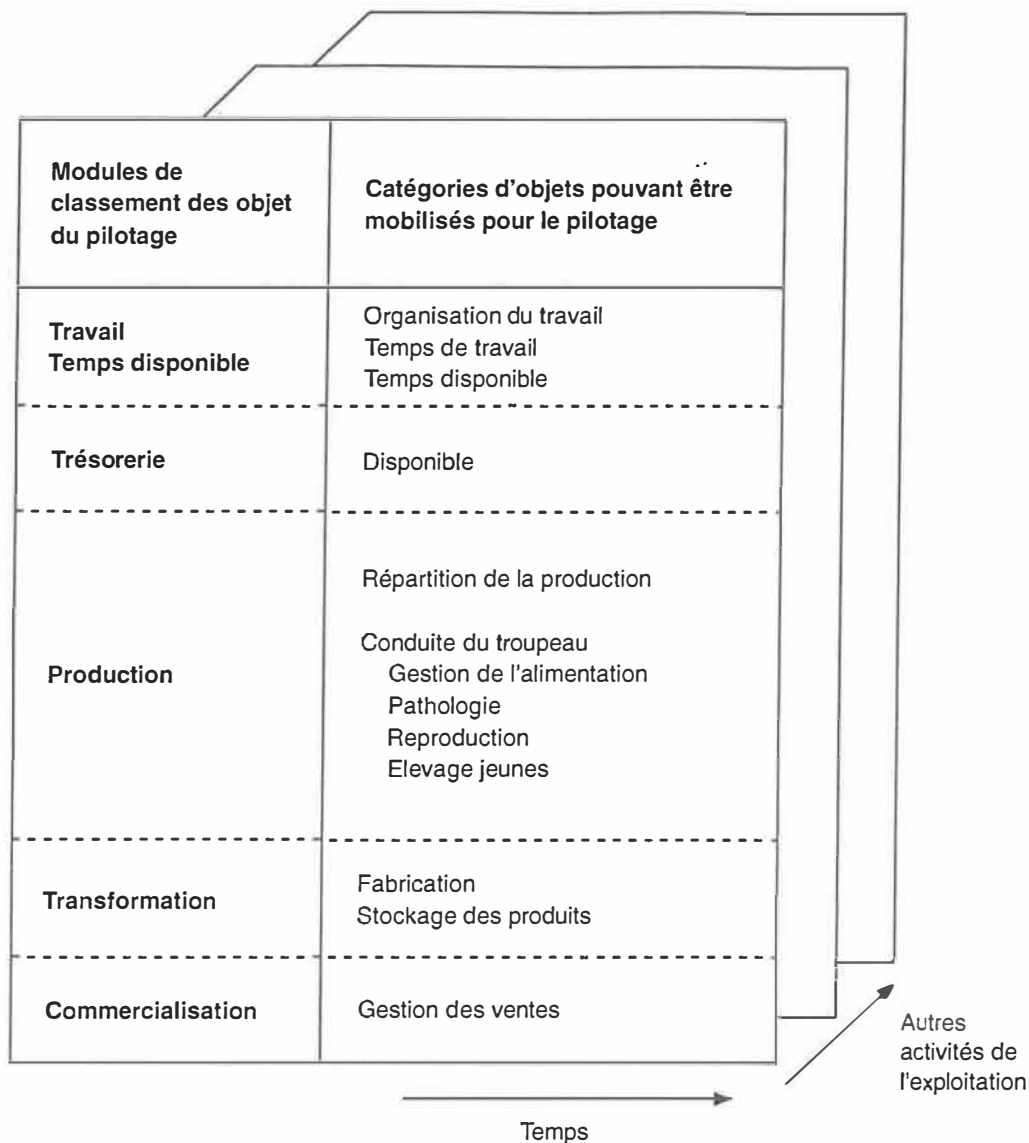 Modules de
classement des objet
du pilotage
Catégories d'objets pouvant être
mobilisés pour le pilotage
Travail
Temps disponible
Organisation du travail
Temps de travail
Temps disponible
Trésorerie
Disponible
Production
Répartition de la production
Conduite du troupeau
Gestion de l'alimentation
Pathologie
Reproduction
Elevage jeunes
Transformation
Fabrication
Stockage des produits
Commercialisation
Gestion des ventes
Autres
activités de
l'exploitation
Temps